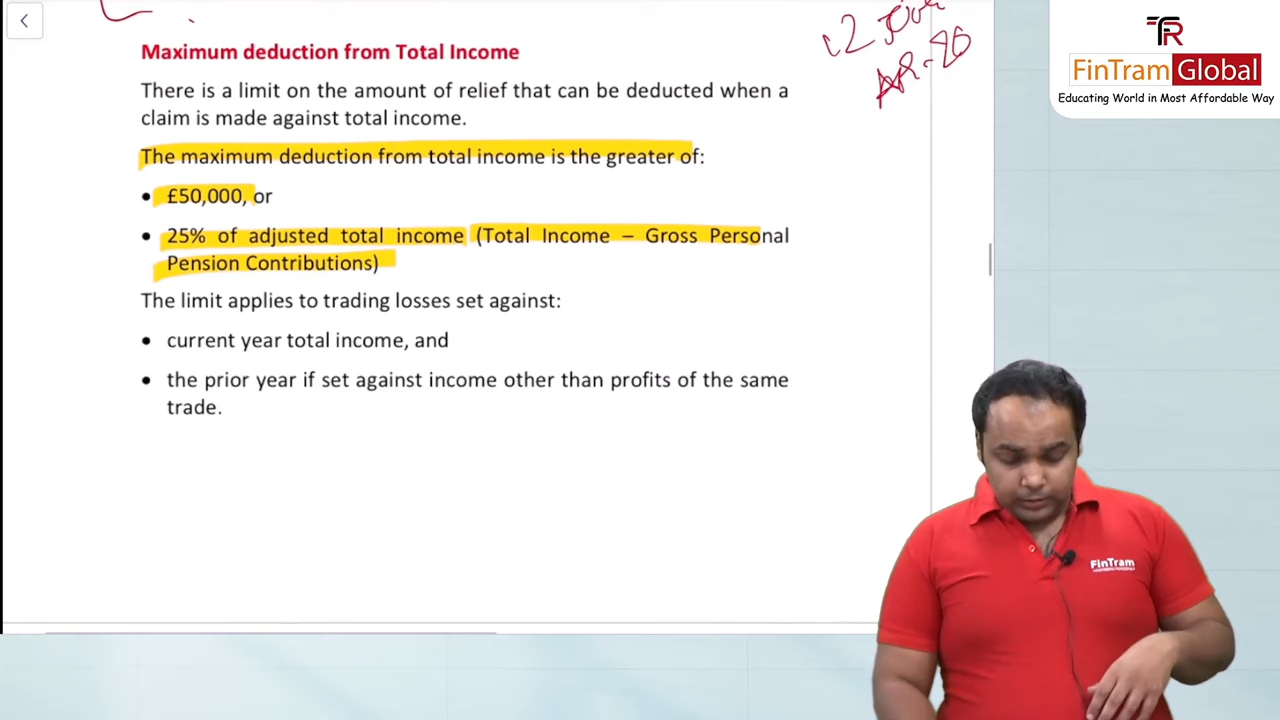 Maximum deduction from Total Income
There is a limit on the amount of relief that can be deducted when a
claim is made against total income.
The maximum deduction from total income is the greater of:
• £50,000, or
• 25% of adjusted total income (Total Income – Gross Personal
Pension Contributions)
The limit applies to trading losses set against:
• current year total income, and
• the prior year if set against income other than profits of the same
trade.
FinTram Global
Educating World in Most Affordable Way
FinTram